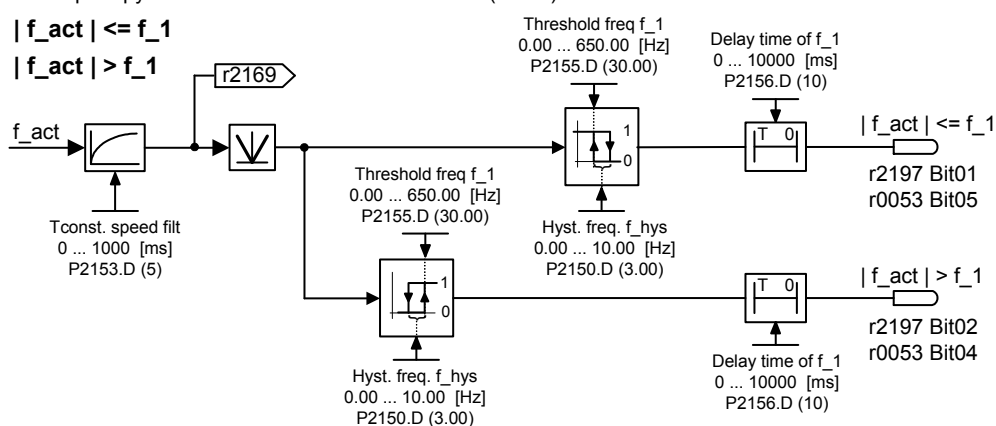 | f_act | <= f_1
| f_act | > f_1
r2169
f_act
Tconst. speed filt
0 ... 1000 [ms]
P2153.D (5)
Threshold freq f_1
0.00 ... 650.00 [Hz]
P2155.D (30.00)
1
0
Hyst. freq. f_hys
0.00 ... 10.00 [Hz]
P2150.D (3.00)
Delay time of f_1
0 ... 10000 [ms]
P2156.D (10)
T 0
| f_act | <= f_1
r2197 Bit01
r0053 Bit05
Threshold freq f_1
0.00 ... 650.00 [Hz]
P2155.D (30.00)
1
0
Hyst. freq. f_hys
0.00 ... 10.00 [Hz]
P2150.D (3.00)
T 0
Delay time of f_1
0 ... 10000 [ms]
P2156.D (10)
| f_act | > f_1
r2197 Bit02
r0053 Bit04